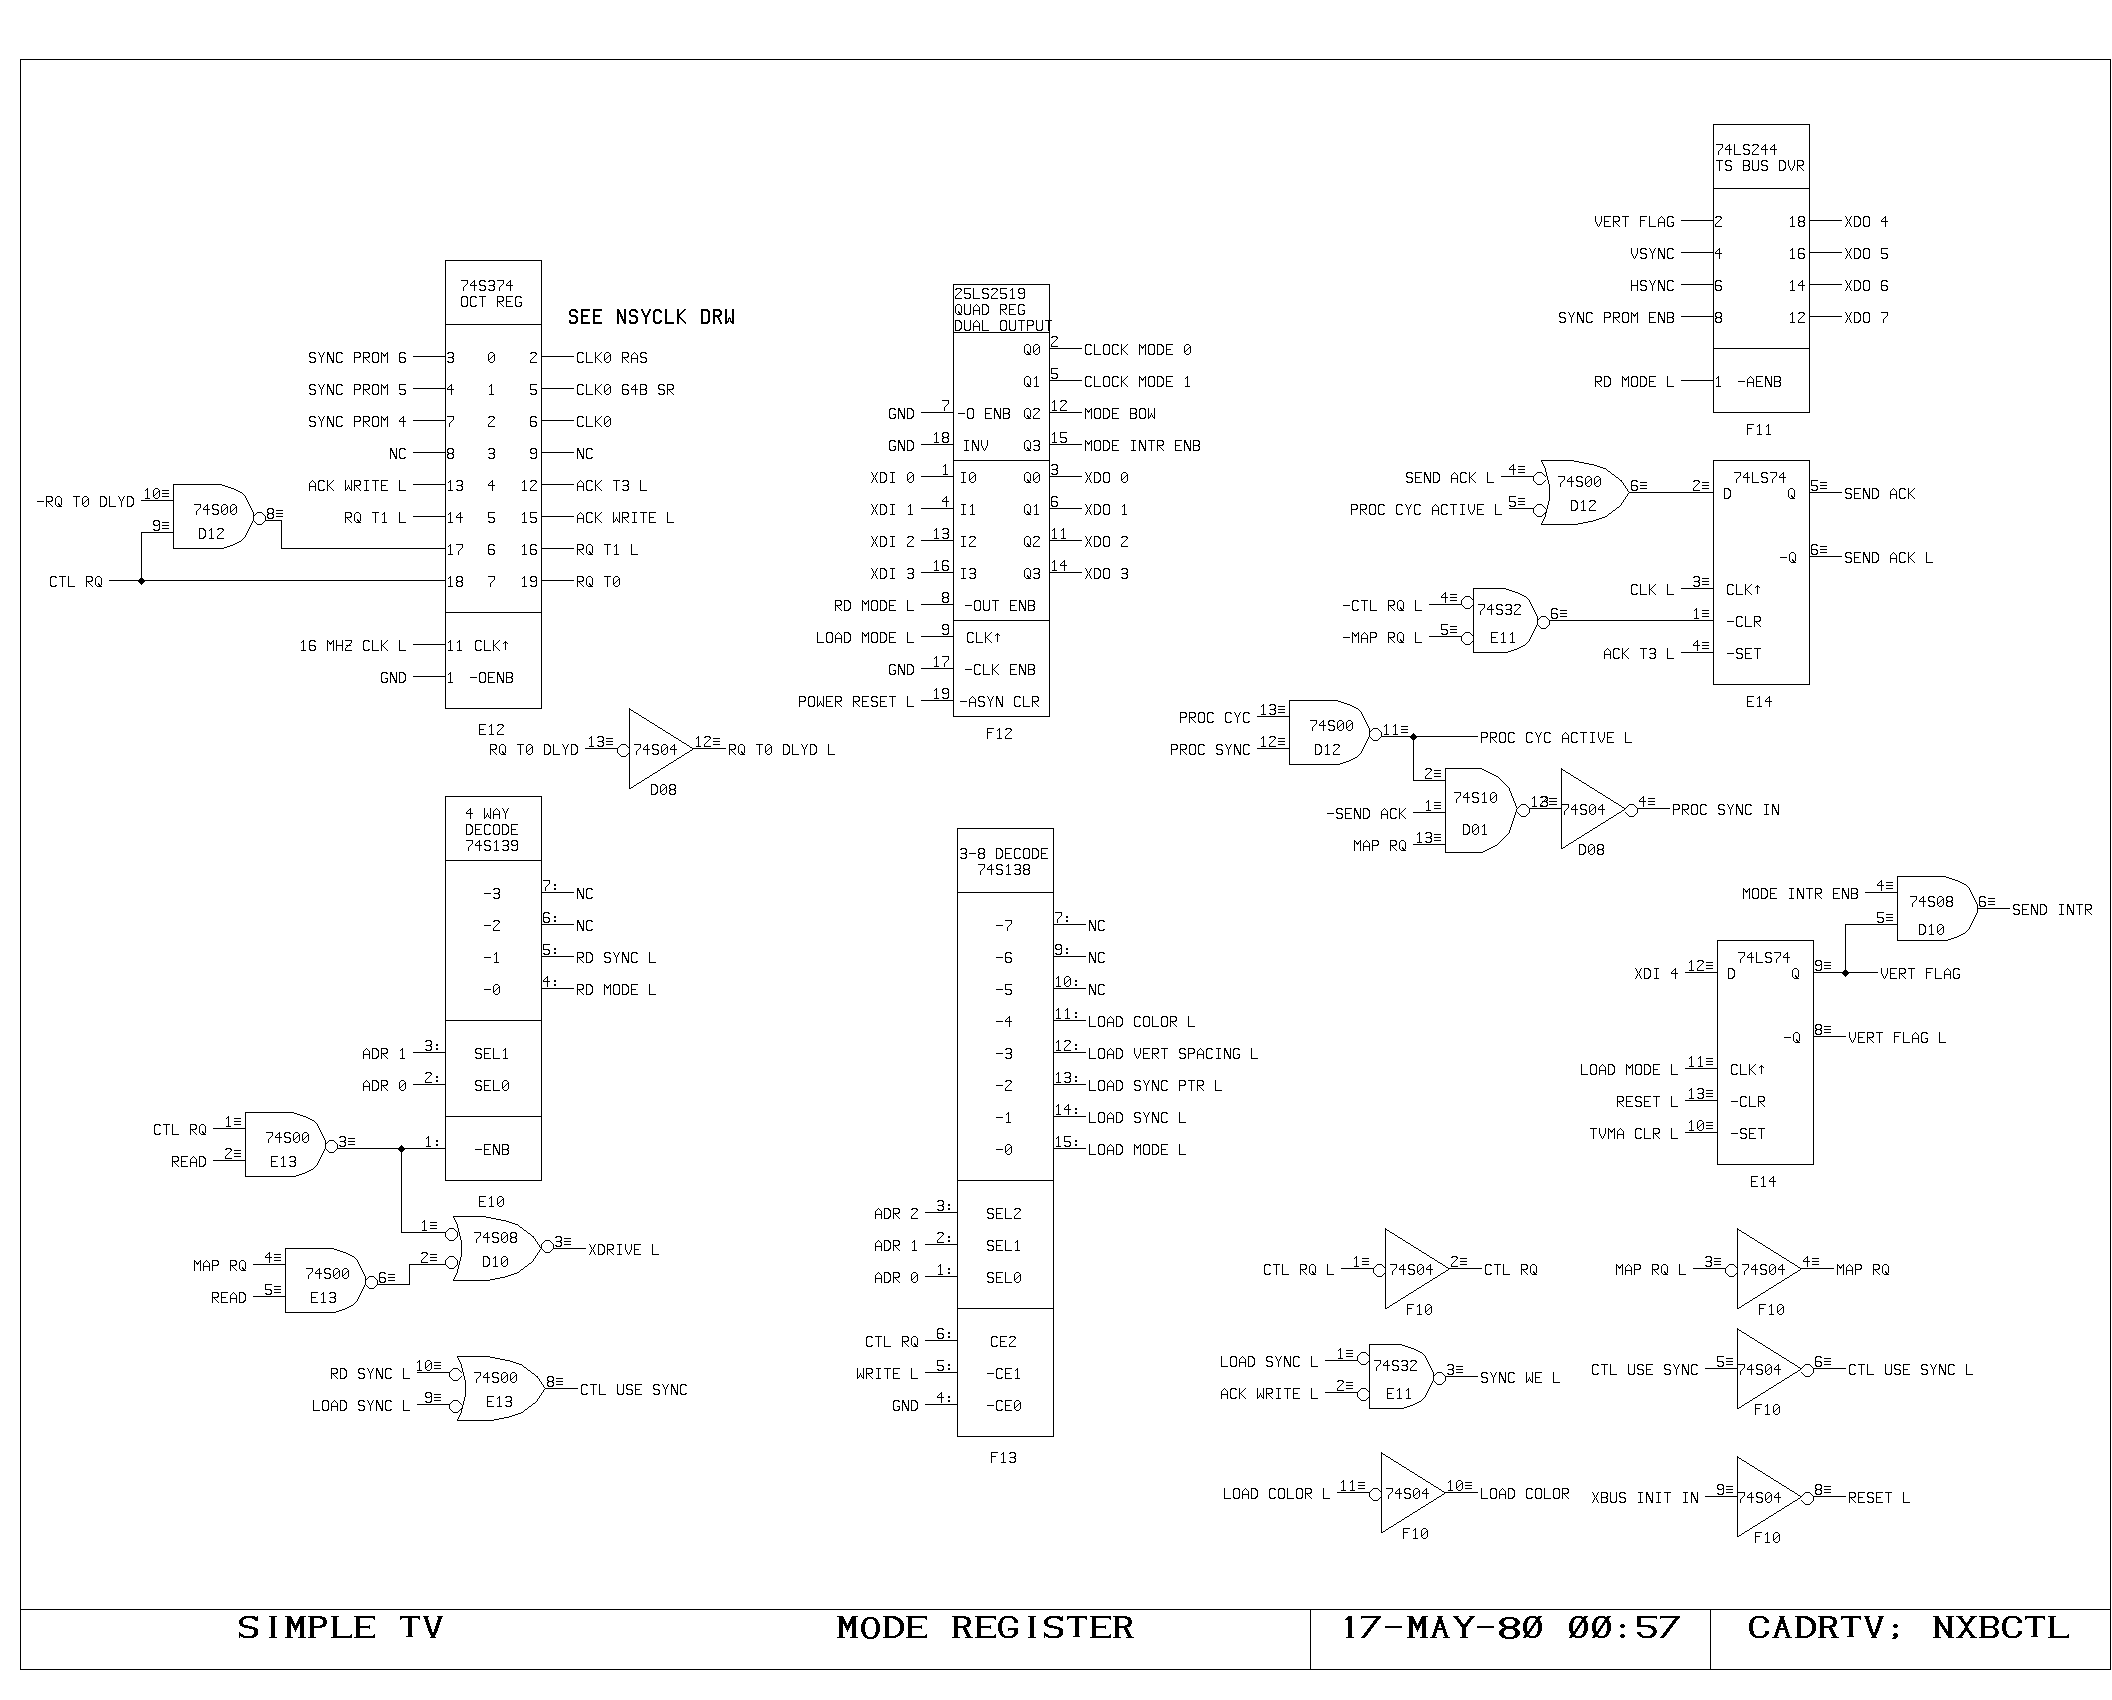 74S374
OCT REG
SEE NSYCLK DRW
SYNC PROM 6 3 0 2 CLK0 RAS
SYNC PROM 5 4 1 5 CLK0 64B SR
SYNC PROM 4 7 2 6 CLK0
NC 8 3 9 NC
ACK WRITE L 13 4 12 ACK T3 L
RQ T1 L 14 5 15 ACK WRITE L
17 6 16 RQ T1 L
18 7 19 RQ T0
-RQ T0 DLYD 10≡
9≡
74S00
D12
8≡
CTL RQ
16 MHZ CLK L 11 CLK↑
GND 1 -OENB
E12
RQ T0 DLYD 13≡ 74S04 12≡ RQ T0 DLYD L
D08
4 WAY
DECODE
74S139
-3 7: NC
-2 6: NC
-1 5: RD SYNC L
-0 4: RD MODE L
ADR 1 3: SEL1
ADR 0 2: SEL0
1: -ENB
E10
CTL RQ 1≡
READ 2≡
74S00
E13
3≡
MAP RQ 4≡
READ 5≡
74S00
E13
6≡
1≡
2≡
74S08
D10
3≡ XDRIVE L
RD SYNC L 10≡
LOAD SYNC L 9≡
74S00
E13
8≡ CTL USE SYNC
25LS2519
QUAD REG
DUAL OUTPUT
Q0 2 CLOCK MODE 0
Q1 5 CLOCK MODE 1
GND 7 -O ENB Q2 12 MODE BOW
GND 18 INV Q3 15 MODE INTR ENB
XDI 0 1 I0 Q0 3 XDO 0
XDI 1 4 I1 Q1 6 XDO 1
XDI 2 13 I2 Q2 11 XDO 2
XDI 3 16 I3 Q3 14 XDO 3
RD MODE L 8 -OUT ENB
LOAD MODE L 9 CLK↑
GND 17 -CLK ENB
POWER RESET L 19 -ASYN CLR
F12
3-8 DECODE
74S138
-7 7: NC
-6 9: NC
-5 10: NC
-4 11: LOAD COLOR L
-3 12: LOAD VERT SPACING L
-2 13: LOAD SYNC PTR L
-1 14: LOAD SYNC L
-0 15: LOAD MODE L
ADR 2 3: SEL2
ADR 1 2: SEL1
ADR 0 1: SEL0
CTL RQ 6: CE2
WRITE L 5: -CE1
GND 4: -CE0
F13
74LS244
TS BUS DVR
VERT FLAG 2 18 XDO 4
VSYNC 4 16 XDO 5
HSYNC 6 14 XDO 6
SYNC PROM ENB 8 12 XDO 7
RD MODE L 1 -AENB
F11
SEND ACK L 4≡
PROC CYC ACTIVE L 5≡
74S00
D12
6≡
74LS74
2≡ D Q 5≡ SEND ACK
-Q 6≡ SEND ACK L
CLK L 3≡ CLK↑
1≡ -CLR
ACK T3 L 4≡ -SET
E14
-CTL RQ L 4≡
-MAP RQ L 5≡
74S32
E11
6≡
PROC CYC 13≡
PROC SYNC 12≡
74S00
D12
11≡ PROC CYC ACTIVE L
2≡
-SEND ACK 1≡
MAP RQ 13≡
74S10
D01
12≡
3≡ 74S04 4≡ PROC SYNC IN
D08
MODE INTR ENB 4≡
5≡
74S08
D10
6≡ SEND INTR
74LS74
XDI 4 12≡ D Q 9≡ VERT FLAG
-Q 8≡ VERT FLAG L
LOAD MODE L 11≡ CLK↑
RESET L 13≡ -CLR
TVMA CLR L 10≡ -SET
E14
CTL RQ L 1≡ 74S04 2≡ CTL RQ
F10
MAP RQ L 3≡ 74S04 4≡ MAP RQ
F10
LOAD SYNC L 1≡
ACK WRITE L 2≡
74S32
E11
3≡ SYNC WE L
CTL USE SYNC 5≡ 74S04 6≡ CTL USE SYNC L
F10
LOAD COLOR L 11≡ 74S04 10≡ LOAD COLOR
F10
XBUS INIT IN 9≡ 74S04 8≡ RESET L
F10
SIMPLE TV MODE REGISTER 17-MAY-80 00:57 CADRTV; NXBCTL